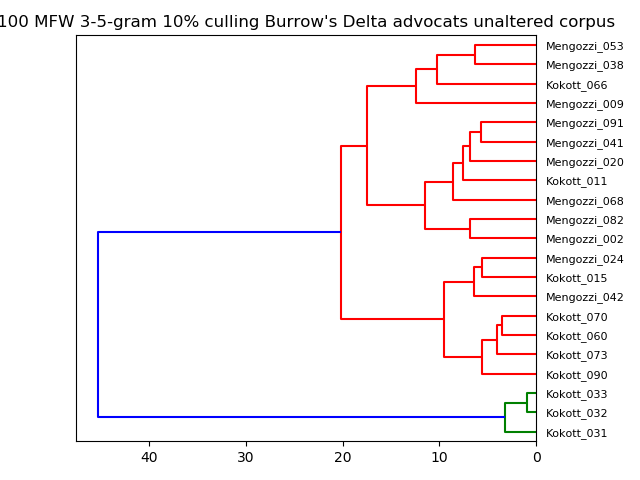 100 MFW 3-5-gram 10% culling Burrow's Delta advocats unaltered corpus
Mengozzi_053
Mengozzi_038
Kokott_066
Mengozzi_009
Mengozzi_091
Mengozzi_041
Mengozzi_020
Kokott_011
Mengozzi_068
Mengozzi_082
Mengozzi_002
Mengozzi_024
Kokott_015
Mengozzi_042
Kokott_070
Kokott_060
Kokott_073
Kokott_090
Kokott_033
Kokott_032
Kokott_031
40 30 20 10 0